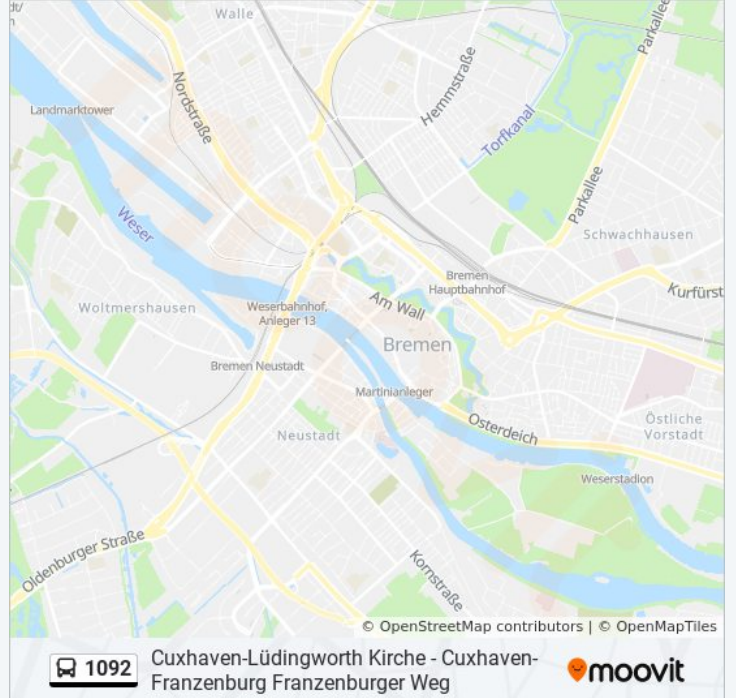 dt/
Walle
Parkallee
Hemmstraße
Nordstraße
Landmarktower
Torfkanal
Parkallee
Weser
Schwachhausen
Bremen
Hauptbahnhof
Kurfürst
Woltmershausen
Weserbahnhof,
Anleger 13
Am Wall
Bremen
Bremen Neustadt
Martinianleger
Osterdeich
Östliche
Vorstadt
Neustadt
Weserstadion
Oldenburger Straße
Kornstraße
© OpenStreetMap contributors | © OpenMapTiles
1092
Cuxhaven-Lüdingworth Kirche - Cuxhaven-
Franzenburg Franzenburger Weg
moovit